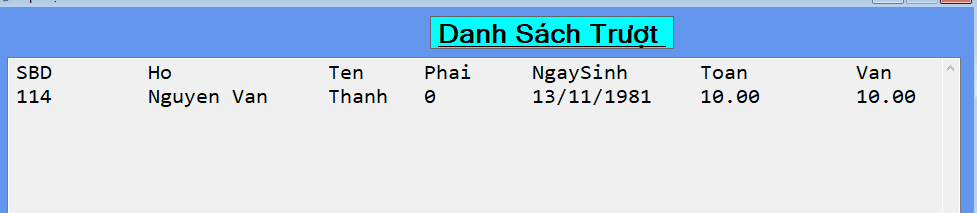 Danh Sách Trượt
SBD Ho Ten Phai NgaySinh Toan Van
114 Nguyen Van Thanh 0 13/11/1981 10.00 10.00